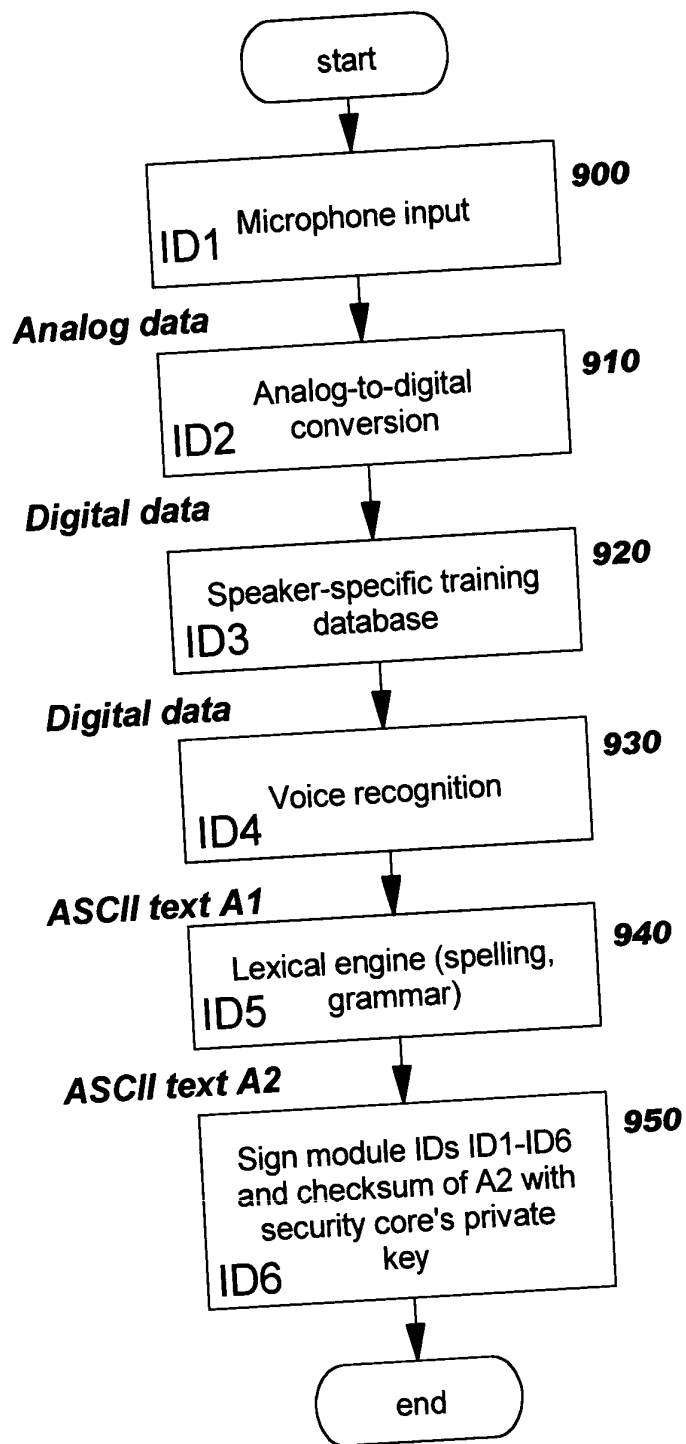 start
900
Microphone input
ID1
Analog data
910
Analog-to-digital
conversion
ID2
Digital data
920
Speaker-specific training
database
ID3
Digital data
930
Voice recognition
ID4
ASCII text A1
940
Lexical engine (spelling,
grammar)
ID5
ASCII text A2
950
Sign module IDs ID1-ID6
and checksum of A2 with
security core's private
key
ID6
end